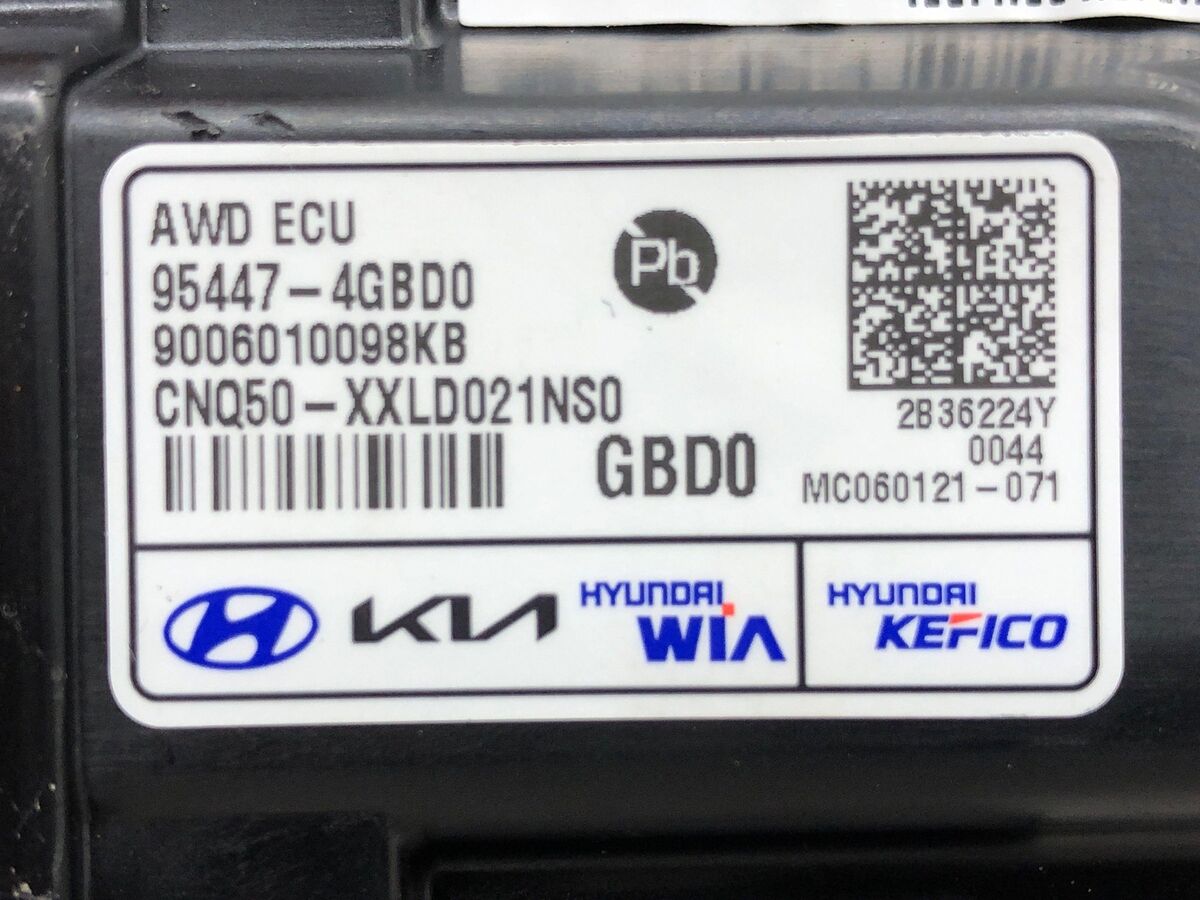 AWD ECU
95447-4GBD0
9006010098KB
CNQ50-XXLD021NS0
Pb
GBD0
2B36224Y
0044
MC060121-071
KIA
HYUNDAI
WIA
HYUNDAI
KEFICO